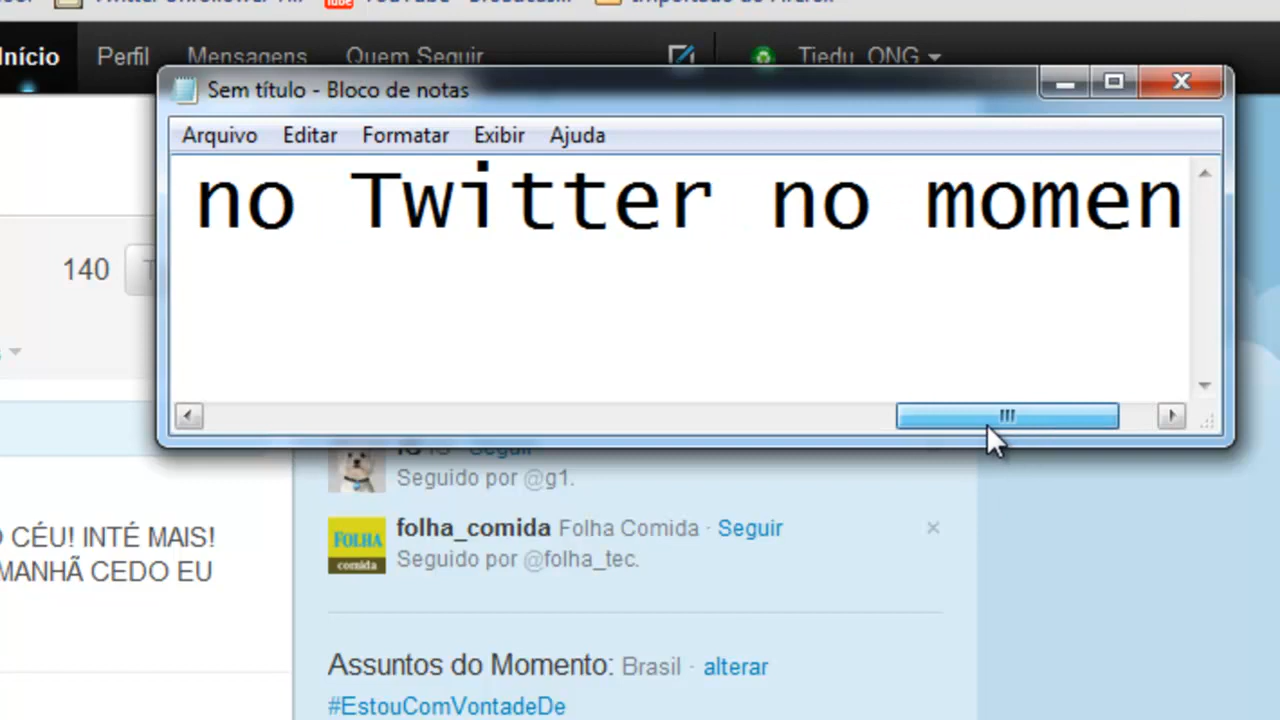 YouTube - Broadcas...
Início Perfil Mensagens Quem Seguir Tiedu_ONG
Sem título - Bloco de notas
Arquivo Editar Formatar Exibir Ajuda
no Twitter no momen
140
Seguido por @g1.
folha_comida Folha Comida · Seguir
Seguido por @folha_tec.
FOLHA
comida
CÉU! INTÉ MAIS!
MANHÃ CEDO EU
Assuntos do Momento: Brasil · alterar
#EstouComVontadeDe